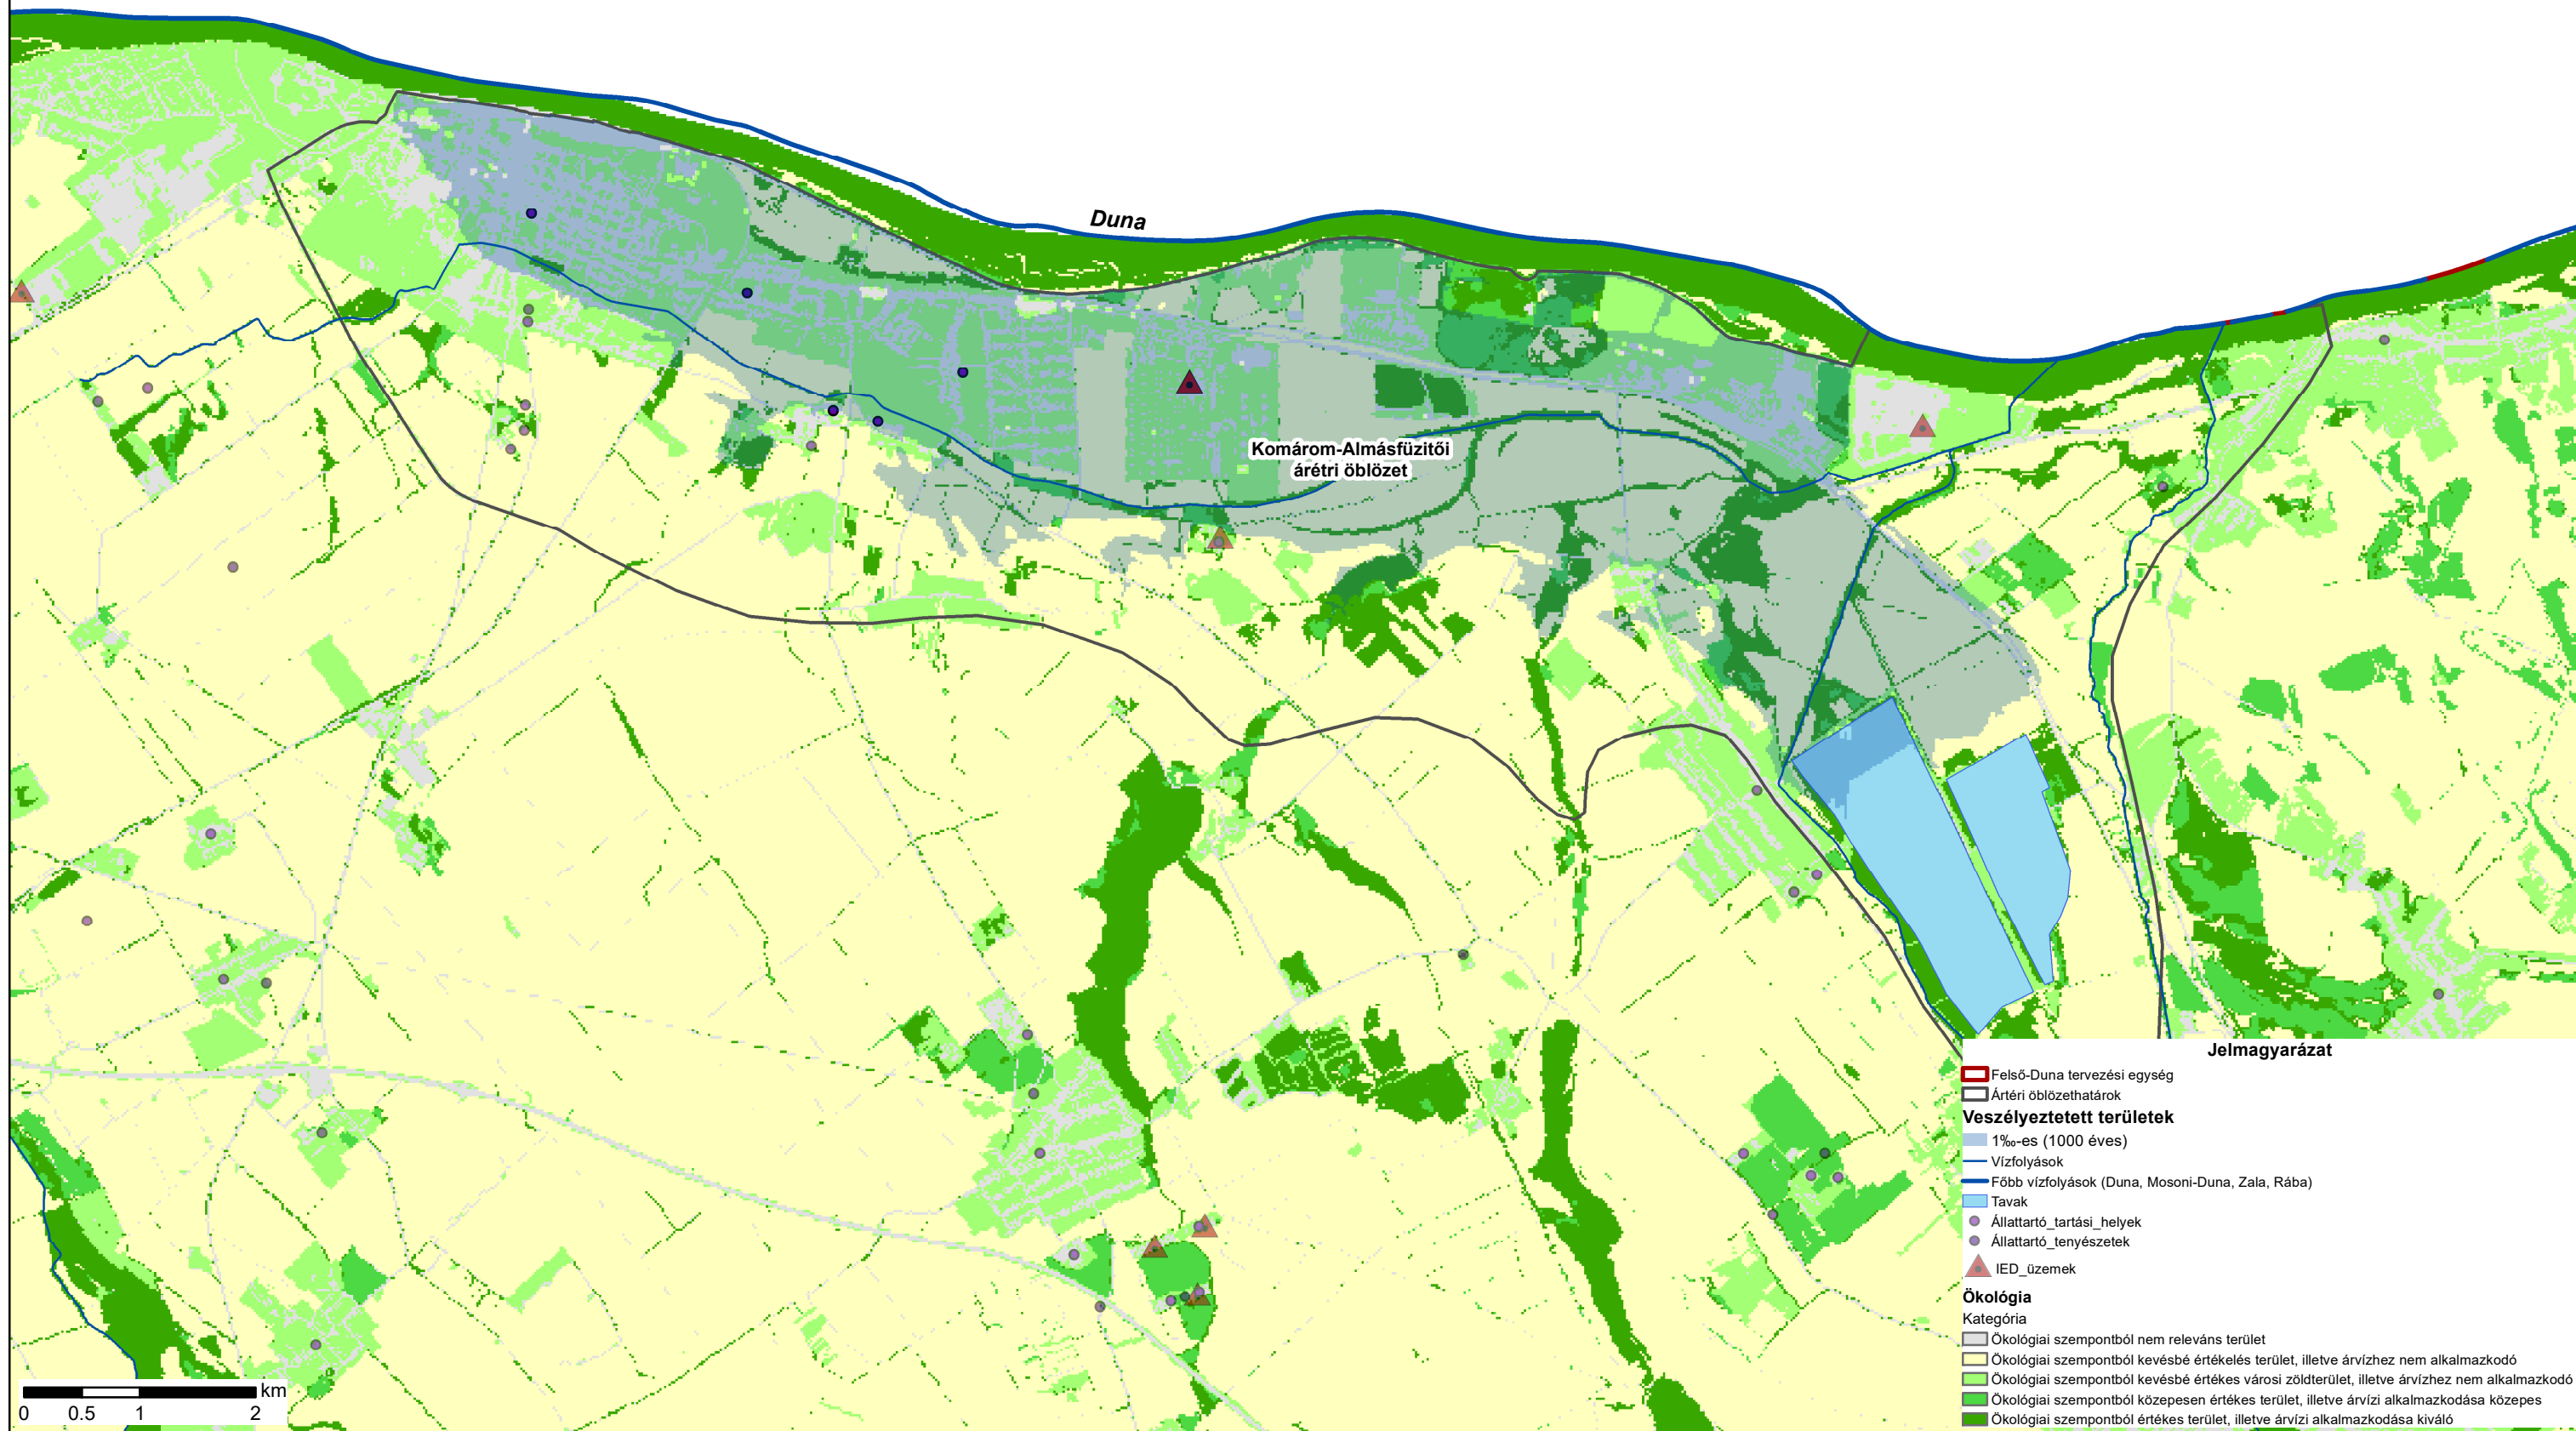 Duna
Komárom-Almásfüzitői
árétri öblözet
Jelmagyarázat
Felső-Duna tervezési egység
Ártéri öblözethatárok
Veszélyeztetett területek
1‰-es (1000 éves)
Vízfolyások
Főbb vízfolyások (Duna, Mosoni-Duna, Zala, Rába)
Tavak
Állattartó_tartási_helyek
Állattartó_tenyészetek
IED_üzemek
Ökológia
Kategória
Ökológiai szempontból nem releváns terület
Ökológiai szempontból kevésbé értékelés terület, illetve árvízhez nem alkalmazkodó
Ökológiai szempontból kevésbé értékes városi zöldterület, illetve árvízhez nem alkalmazkodó
Ökológiai szempontból közepesen értékes terület, illetve árvízi alkalmazkodása közepes
Ökológiai szempontból értékes terület, illetve árvízi alkalmazkodása kiváló
km
0 0.5 1 2